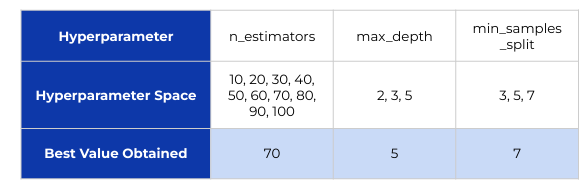 Hyperparameter
n_estimators
max_depth
min_samples
_split
Hyperparameter Space
10, 20, 30, 40,
50, 60, 70, 80,
90, 100
2, 3, 5
3, 5, 7
Best Value Obtained
70
5
7